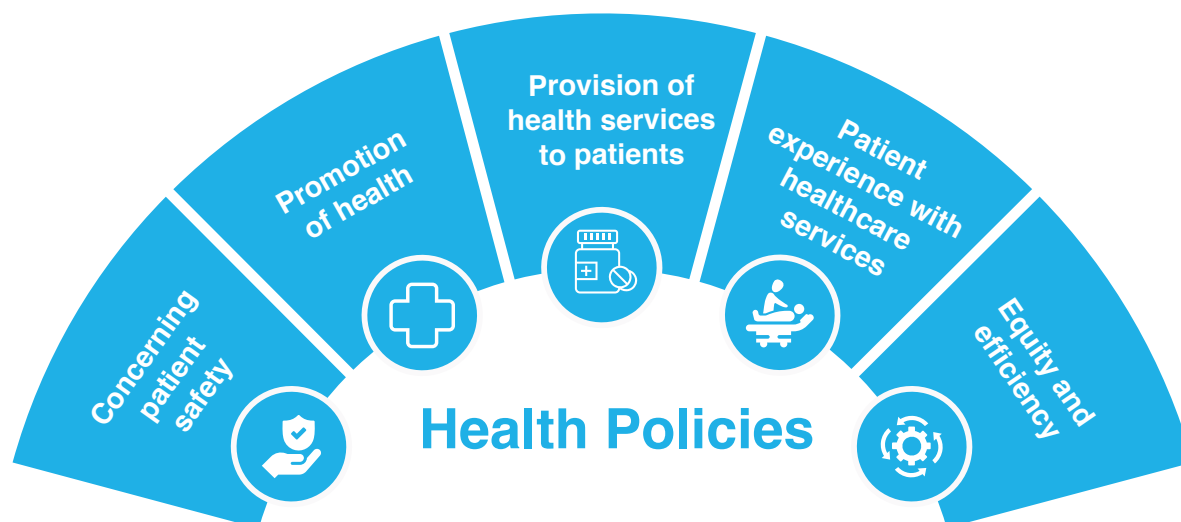 Concerning
patient
safety
Promotion
of health
Provision of
health services
to patients
Patient
experience with
healthcare
services
Equity and
efficiency
Health Policies